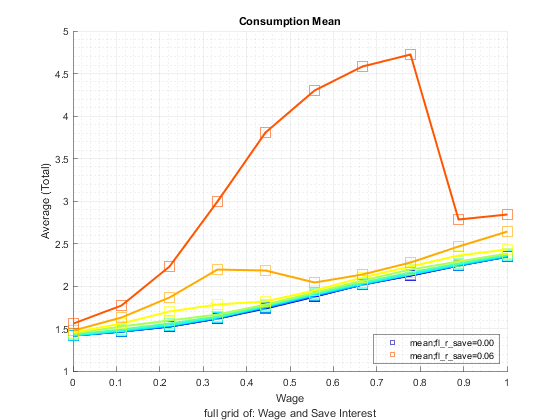 Consumption Mean
5
4.5
4
3.5
3
2.5
2
1.5
1
Average (Total)
0 0.1 0.2 0.3 0.4 0.5 0.6 0.7 0.8 0.9 1
mean;fl_r_save=0.00
mean;fl_r_save=0.06
Wage
full grid of: Wage and Save Interest